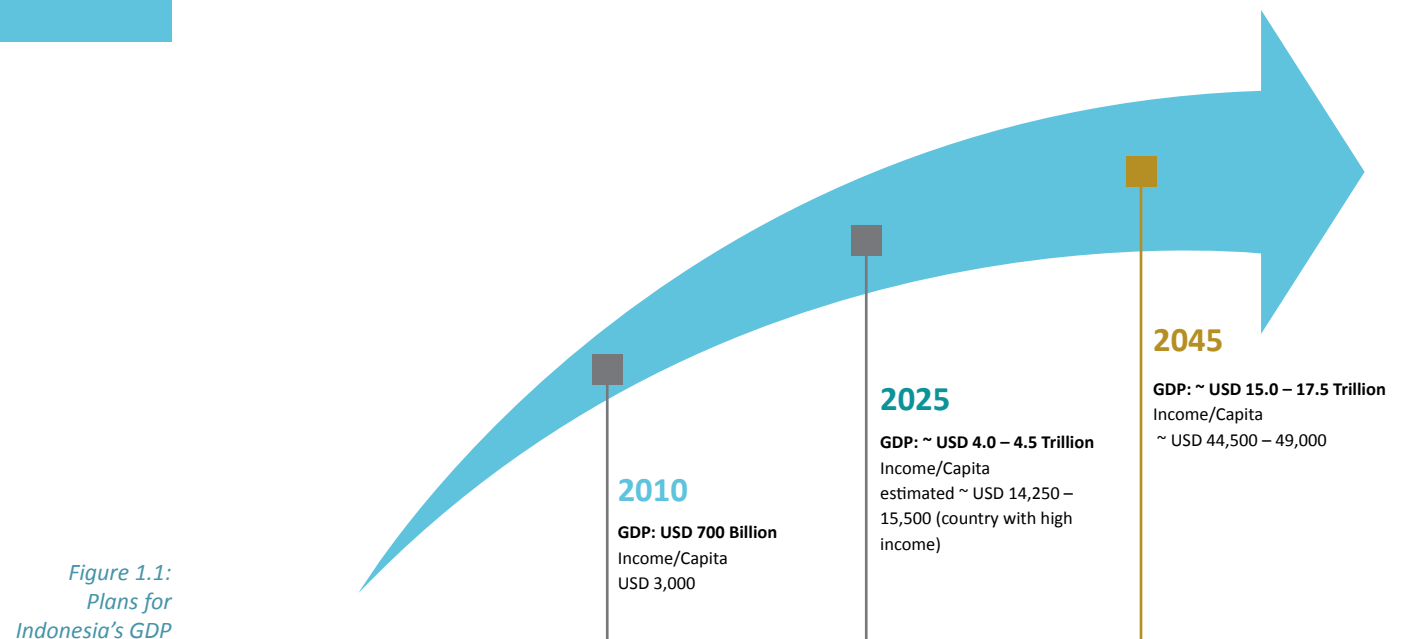 2010
GDP: USD 700 Billion
Income/Capita
USD 3,000
2025
GDP: ~ USD 4.0 – 4.5 Trillion
Income/Capita
estimated ~ USD 14,250 –
15,500 (country with high
income)
2045
GDP: ~ USD 15.0 – 17.5 Trillion
Income/Capita
~ USD 44,500 – 49,000
Figure 1.1:
Plans for
Indonesia's GDP